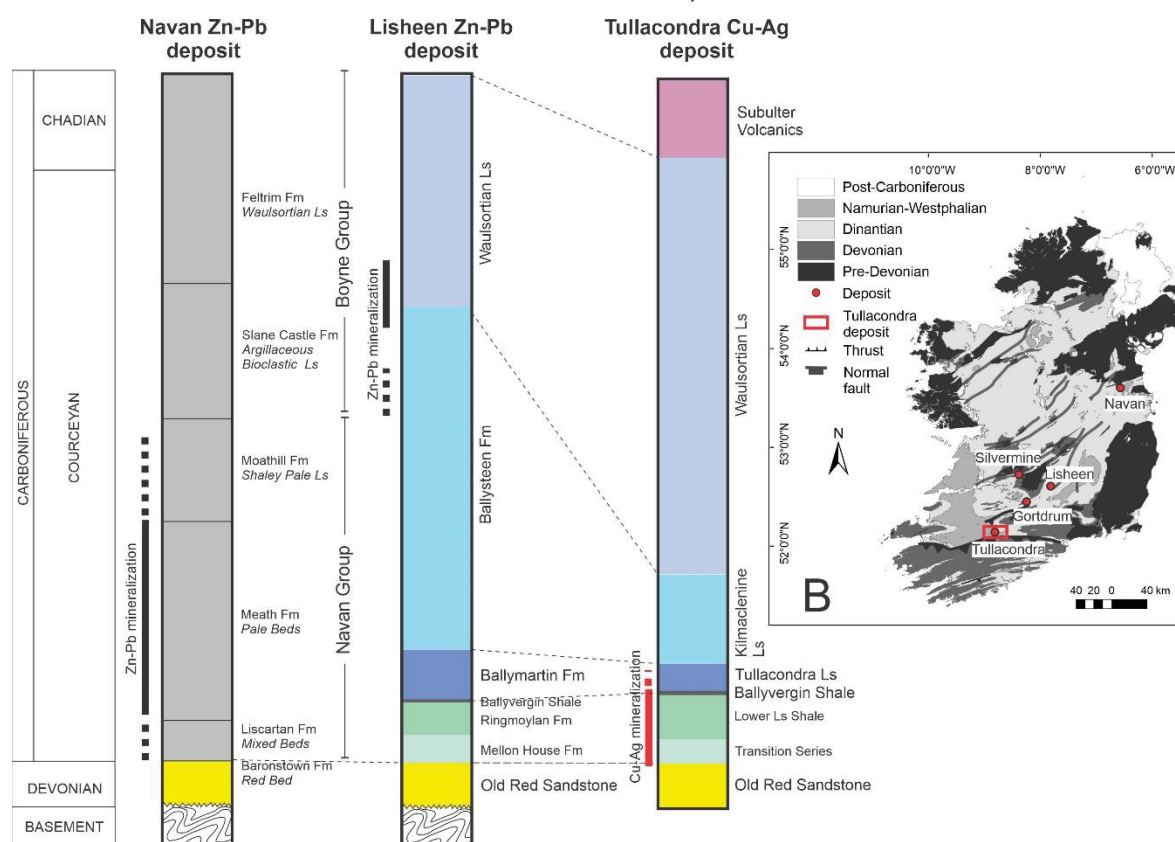 Navan Zn-Pb
deposit
Lisheen Zn-Pb
deposit
Tullacondra Cu-Ag
deposit
CARBONIFEROUS
CHADIAN
COURCEYAN
DEVONIAN
BASEMENT
Zn-Pb mineralization
Feltrim Fm
Waulsortian Ls
Slane Castle Fm
Argillaceous
Bioclastic Ls
Moathill Fm
Shaley Pale Ls
Meath Fm
Pale Beds
Liscartan Fm
Mixed Beds
Baronstown Fm
Red Bed
Boyne Group
Navan Group
Zn-Pb mineralization
Waulsortian Ls
Ballysteen Fm
Ballymartin Fm
Ballyvergin Shale
Ringmoylan Fm
Mellon House Fm
Old Red Sandstone
Cu-Ag mineralization
Subulter
Volcanics
Waulsortian Ls
Kilmaclenine
Ls
Tullacondra Ls
Ballyvergin Shale
Lower Ls Shale
Transition Series
Old Red Sandstone
10°0'0"W
8°0'0"W
6°0'0"W
55°0'0"N
54°0'0"N
53°0'0"N
52°0'0"N
Post-Carboniferous
Namurian-Westphalian
Dinantian
Devonian
Pre-Devonian
Deposit
Tullacondra
deposit
Thrust
Normal
fault
N
Navan
Silvermine
Lisheen
Gortdrum
Tullacondra
B
40 20 0 40 km